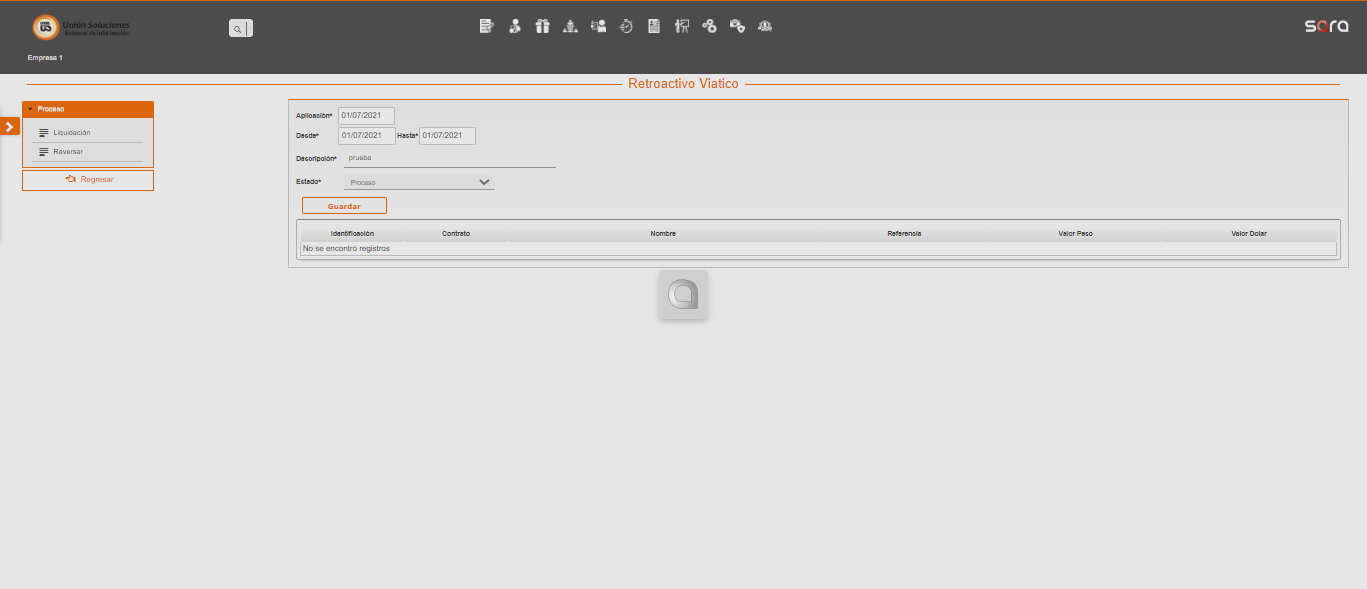 Unión Soluciones
Sistemas de Información
sara
Empresa 1
Retroactivo Viatico
Proceso
Liquidación
Reversar
Regresar
Aplicación* 01/07/2021
Desde* 01/07/2021 Hasta* 01/07/2021
Descripción* prueba
Estado* Proceso
Guardar
Identificación Contrato Nombre Referencia Valor Peso Valor Dolar
No se encontró registros